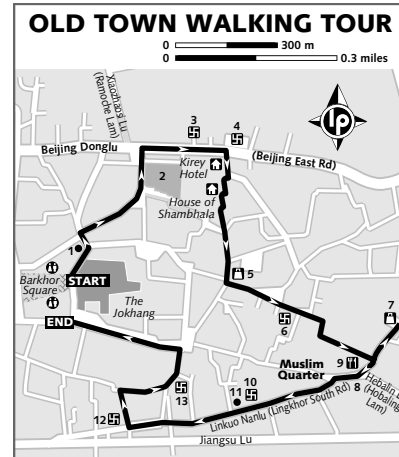 OLD TOWN WALKING TOUR
0 300 m
0 0.3 miles
Xiaozhaosi Lu
(Ramoche Lam)
lp
3
4
Beijing Donglu
(Beijing East Rd)
Kirey
Hotel
2
House of
Shambhala
1
Barkhor
Square
START
The
Jokhang
END
5
6
7
Muslim
Quarter
9
8
Hebalin
(Hobaling
Lam)
10
11
Linkuo Nanlu (Lingkhor South Rd)
12
13
Jiangsu Lu